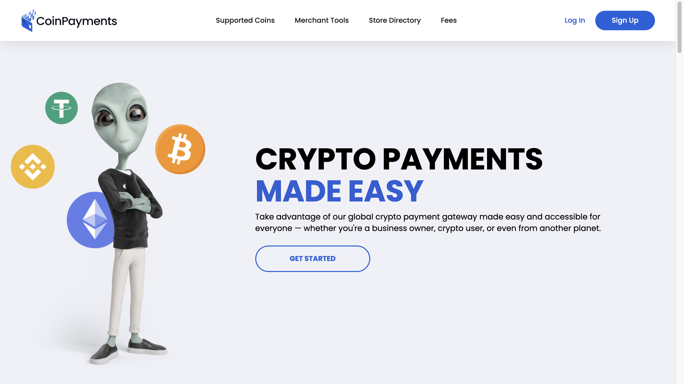 CoinPayments
Supported Coins
Merchant Tools
Store Directory
Fees
Log In
Sign Up
CRYPTO PAYMENTS
MADE EASY
Take advantage of our global crypto payment gateway made easy and accessible for
everyone — whether you're a business owner, crypto user, or even from another planet.
GET STARTED